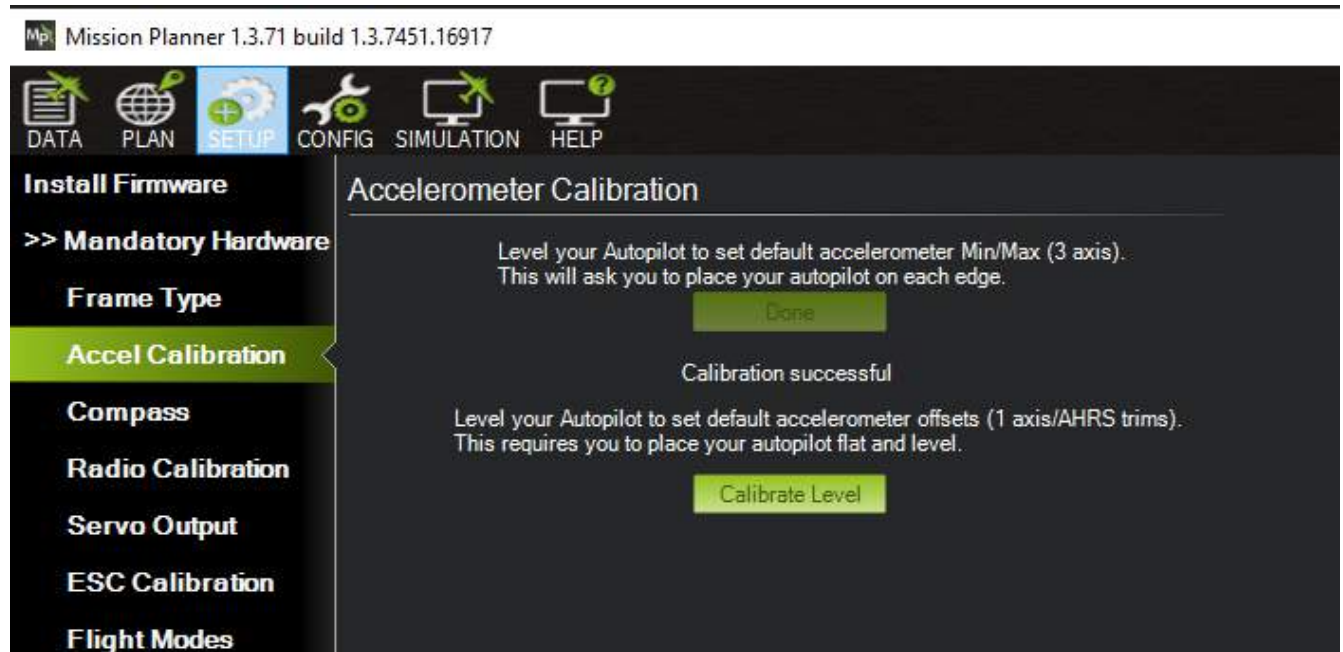 Mp Mission Planner 1.3.71 build 1.3.7451.16917
DATA PLAN SETUP CONFIG SIMULATION HELP
Install Firmware
Accelerometer Calibration
>> Mandatory Hardware
Level your Autopilot to set default accelerometer Min/Max (3 axis).
This will ask you to place your autopilot on each edge.
Frame Type
Done
Accel Calibration
Calibration successful
Compass
Level your Autopilot to set default accelerometer offsets (1 axis/AHRS trims).
This requires you to place your autopilot flat and level.
Radio Calibration
Calibrate Level
Servo Output
ESC Calibration
Flight Modes